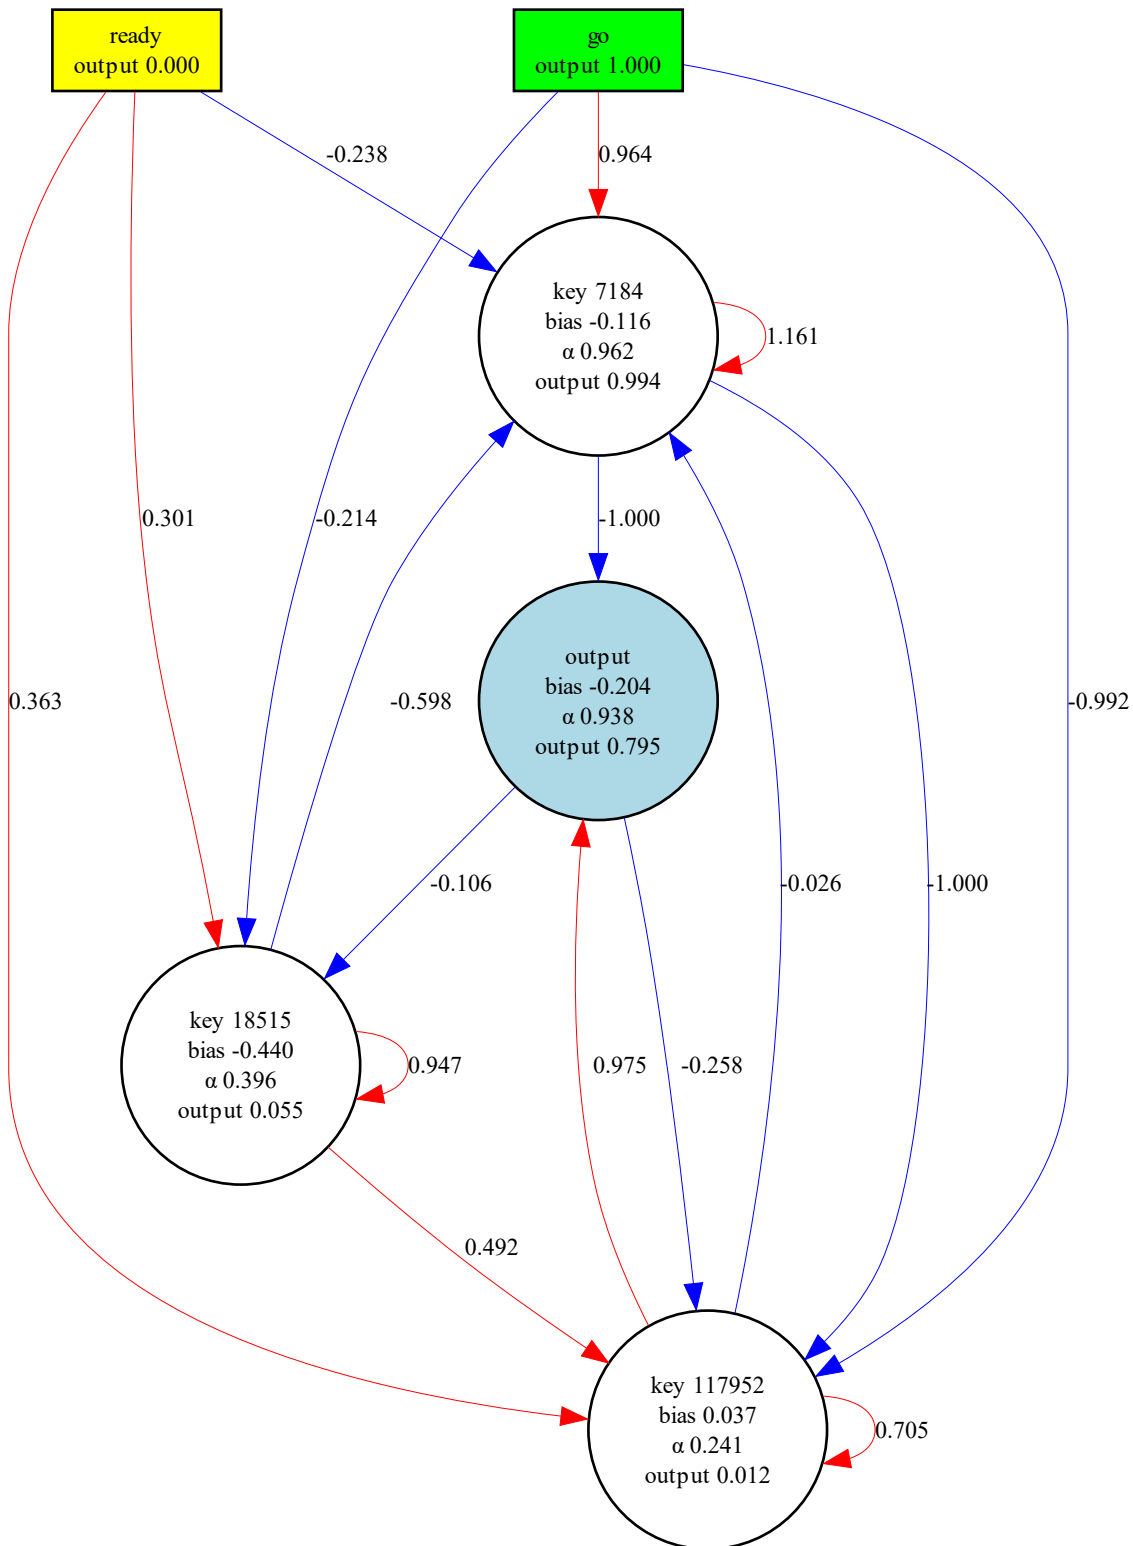 ready
output 0.000
go
output 1.000
-0.238
0.964
key 7184
bias -0.116
α 0.962
output 0.994
1.161
0.301
-0.214
-1.000
output
bias -0.204
α 0.938
output 0.795
0.363
-0.598
-0.992
-0.106
-0.026
-1.000
key 18515
bias -0.440
α 0.396
output 0.055
0.947
0.975
-0.258
0.492
key 117952
bias 0.037
α 0.241
output 0.012
0.705